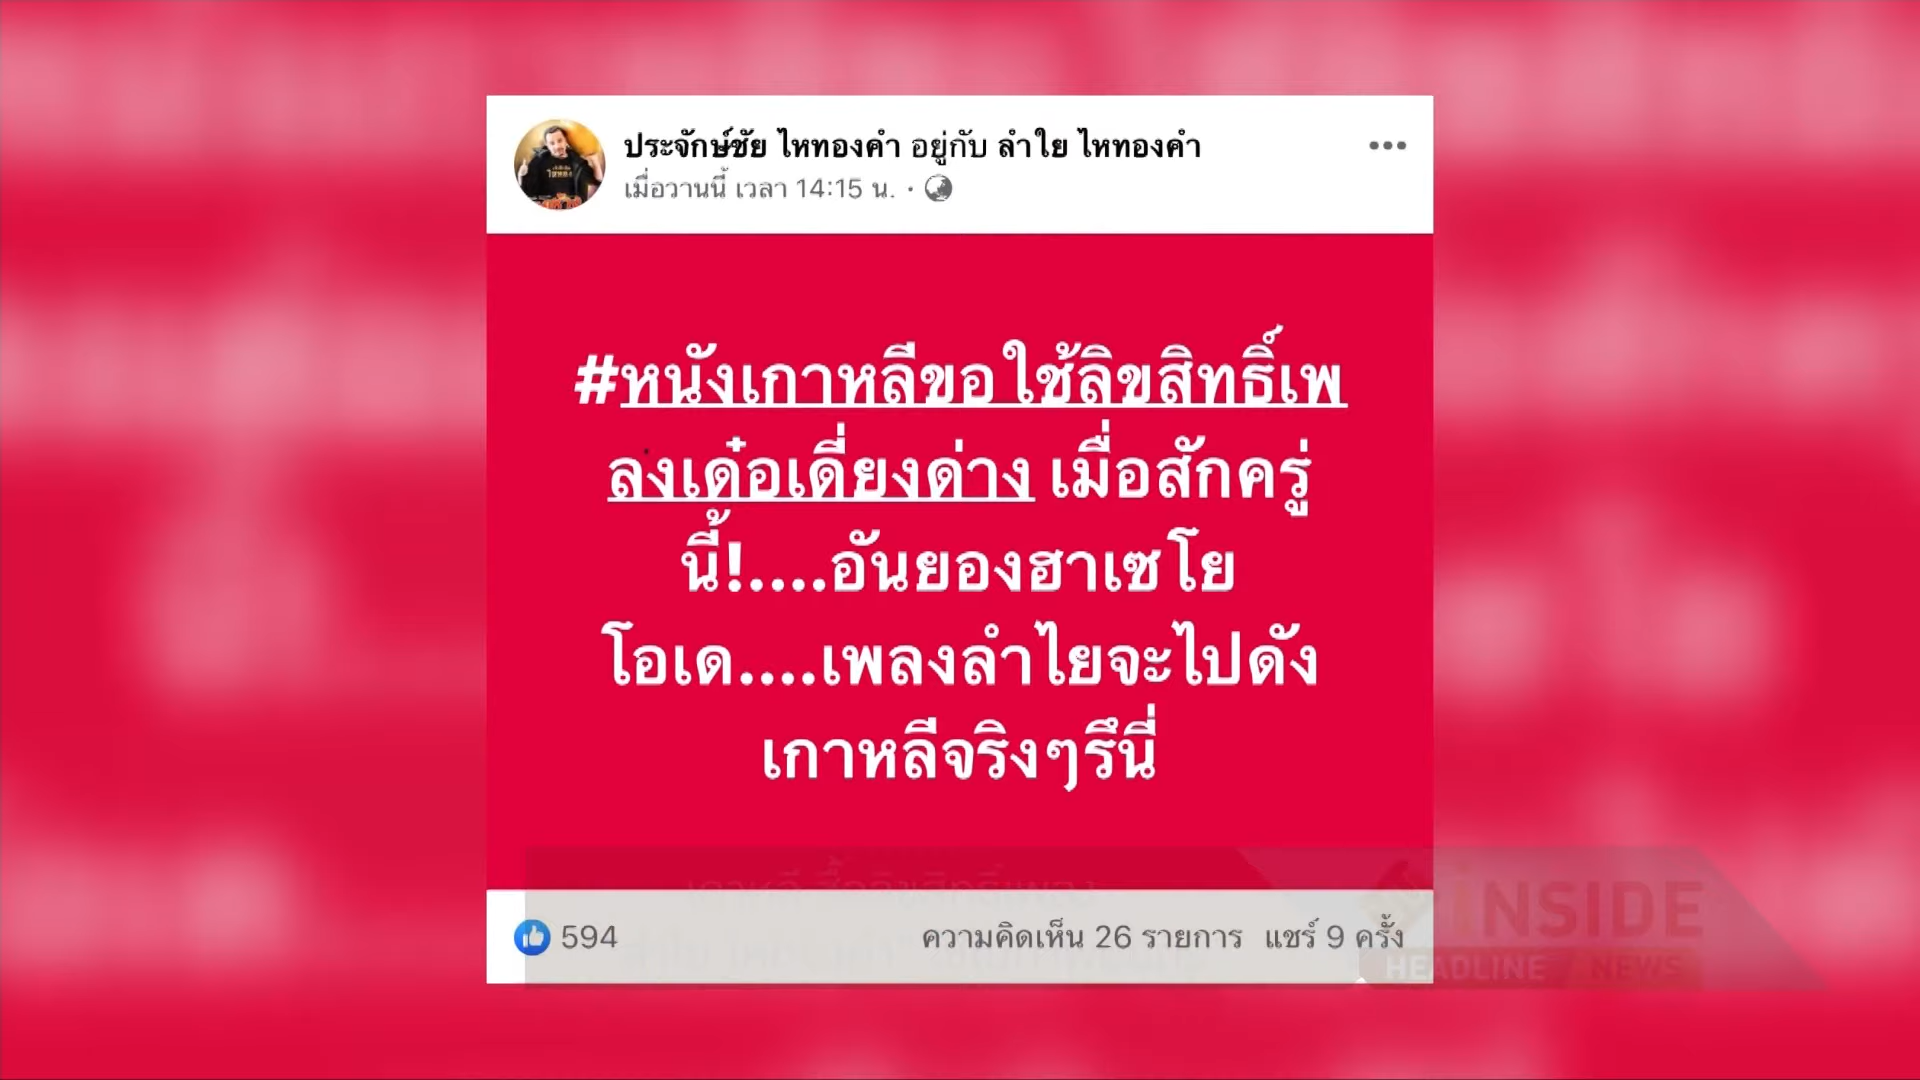 ประจักษ์ชัย ไหทองคำ อยู่กับ ลำใย ไหทองคำ
เมื่อวานนี้ เวลา 14:15 น. ·
#หนังเกาหลีขอใช้ลิขสิทธิ์เพ
ลงเด๋อเดี่ยงด่าง เมื่อสักครู่
นี้!....อันยองฮาเซโย
โอเด....เพลงลำไยจะไปดัง
เกาหลีจริงๆรึนี่
594 ความคิดเห็น 26 รายการ แชร์ 9 ครั้ง
INSIDE
HEADLINE NEWS